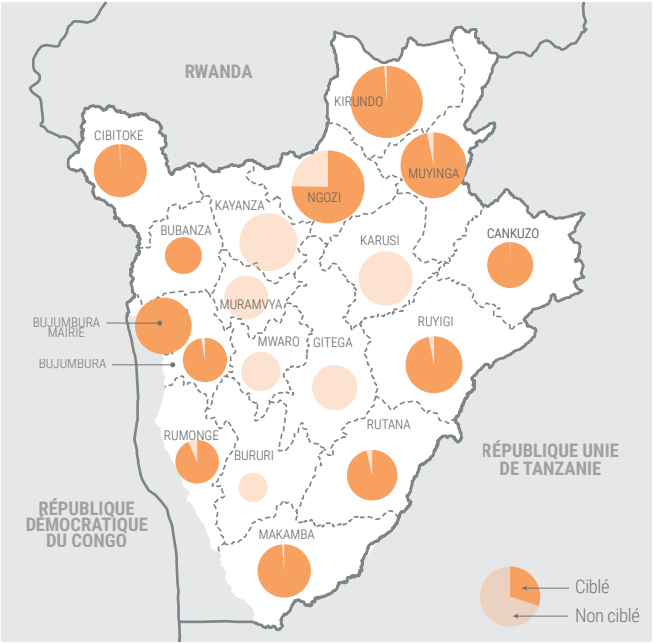 RWANDA
KIRUNDO
CIBITOKE
MUYINGA
NGOZI
KAYANZA
BUBANZA
KARUSI
CANKUZO
MURAMVYA
BUJUMBURA
MAIRIE
RUYIGI
MWARO
GITEGA
BUJUMBURA
RUTANA
RUMONGE
BURURI
RÉPUBLIQUE UNIE
DE TANZANIE
RÉPUBLIQUE
DÉMOCRATIQUE
DU CONGO
MAKAMBA
Ciblé
Non ciblé